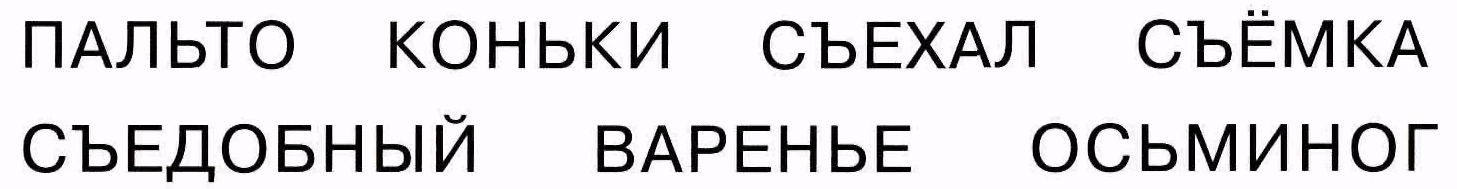 ПАЛЬТО КОНЬКИ СЪЕХАЛ СЪЁМКА
СЪЕДОБНЫЙ ВАРЕНЬЕ ОСЬМИНОГ